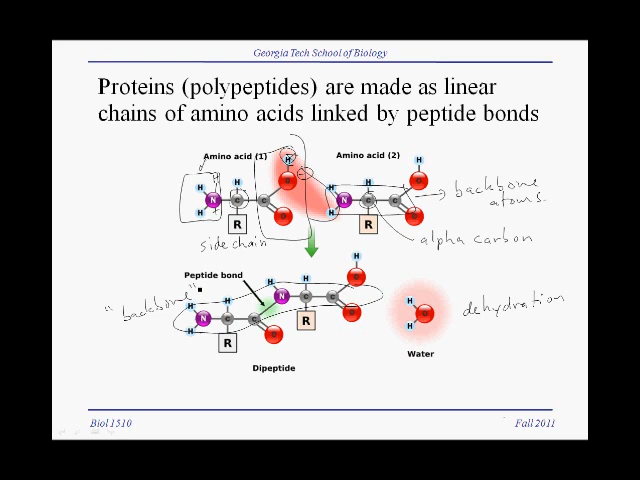 Georgia Tech School of Biology
Proteins (polypeptides) are made as linear
chains of amino acids linked by peptide bonds
Amino acid (1)
Amino acid (2)
H
H
H
H
H
H
H
N
C
C
O
O
R
H
N
C
C
O
O
R
backbone
atoms
side chain
alpha carbon
Peptide bond
"backbone"
H
H
H
H
H
N
C
C
O
R
N
C
C
O
O
R
H
H
O
dehydration
Water
Dipeptide
Biol 1510
Fall 2011